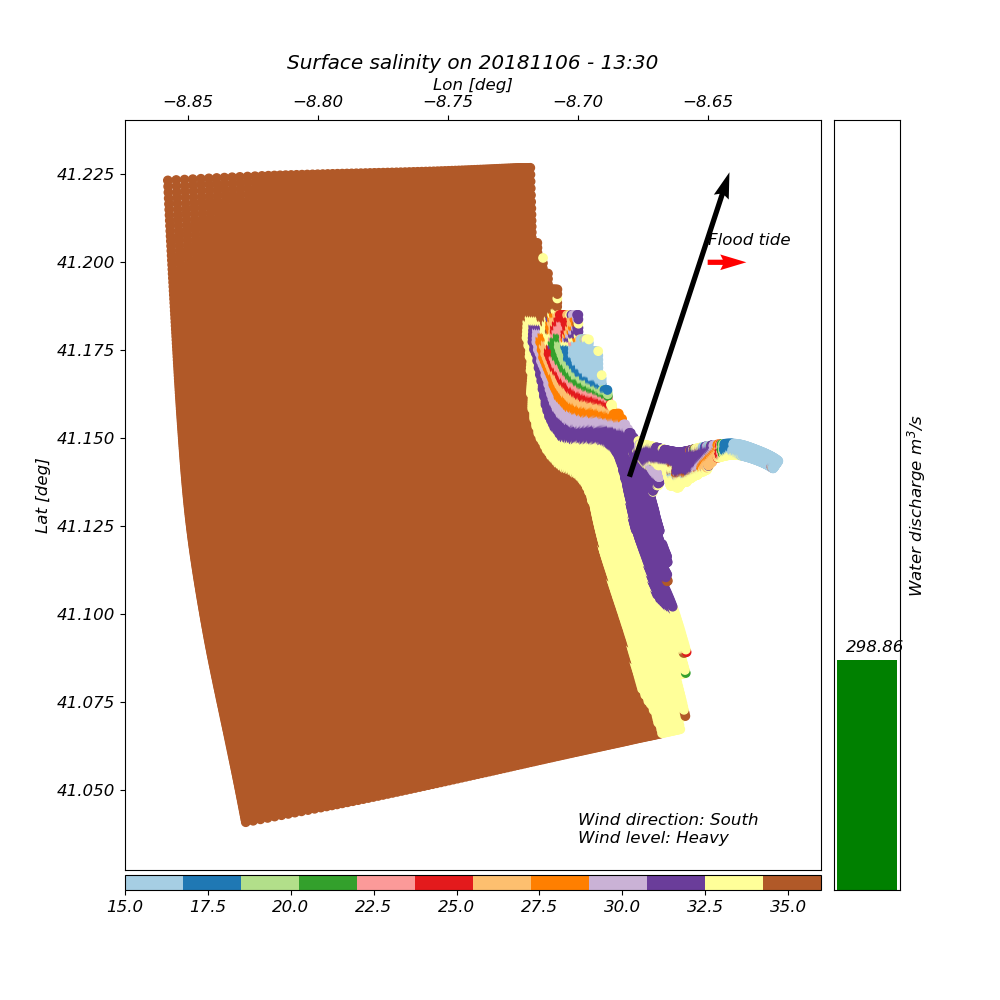 Surface salinity on 20181106 - 13:30
Lon [deg]
−8.85 −8.80 −8.75 −8.70 −8.65
41.225
41.200
41.175
41.150
41.125
41.100
41.075
41.050
Lat [deg]
Flood tide
Wind direction: South
Wind level: Heavy
298.86
Water discharge m³/s
15.0 17.5 20.0 22.5 25.0 27.5 30.0 32.5 35.0